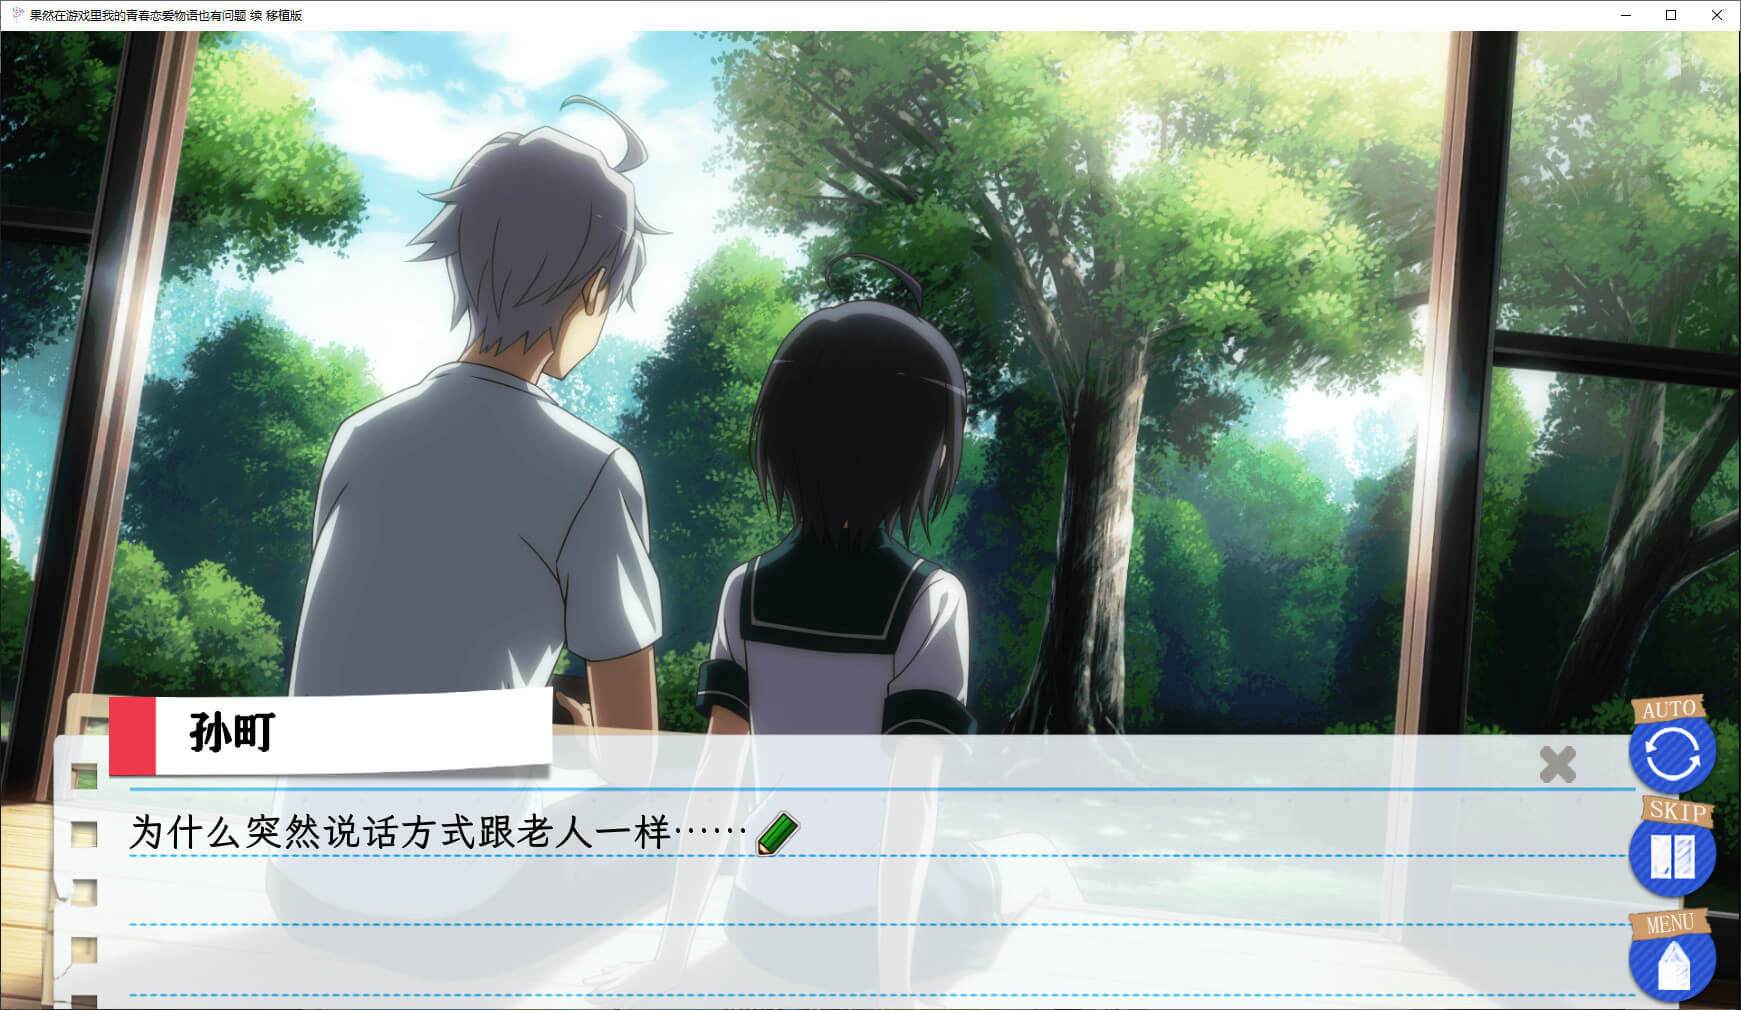 果然在游戏里我的青春恋爱物语也有问题 续 移植版
孙町
为什么突然说话方式跟老人一样······
AUTO
SKIP
MENU